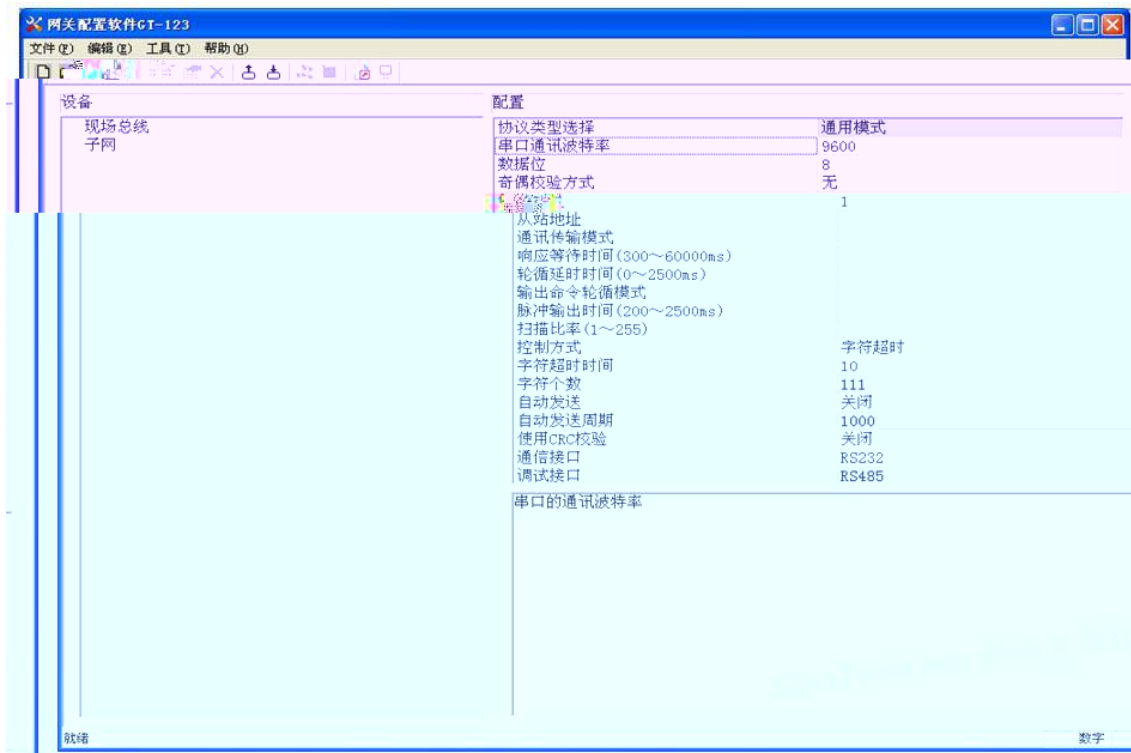 网关配置软件GT-123
文件(F) 编辑(E) 工具(T) 帮助(H)
设备
现场总线
子网
配置
协议类型选择 通用模式
串口通讯波特率 9600
数据位 8
奇偶校验方式 无
1
从站地址
通讯传输模式
响应等待时间(300～60000ms)
轮循延时时间(0～2500ms)
输出命令轮循模式
脉冲输出时间(200～2500ms)
扫描比率(1～255)
控制方式 字符超时
字符超时时间 10
字符个数 111
自动发送 关闭
自动发送周期 1000
使用CRC校验 关闭
通信接口 RS232
调试接口 RS485
串口的通讯波特率
就绪 数字